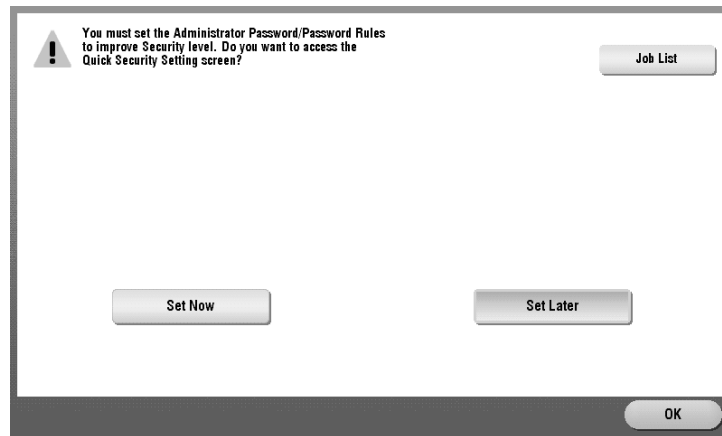 You must set the Administrator Password/Password Rules
to improve Security level. Do you want to access the
Quick Security Setting screen?
Job List
Set Now
Set Later
OK